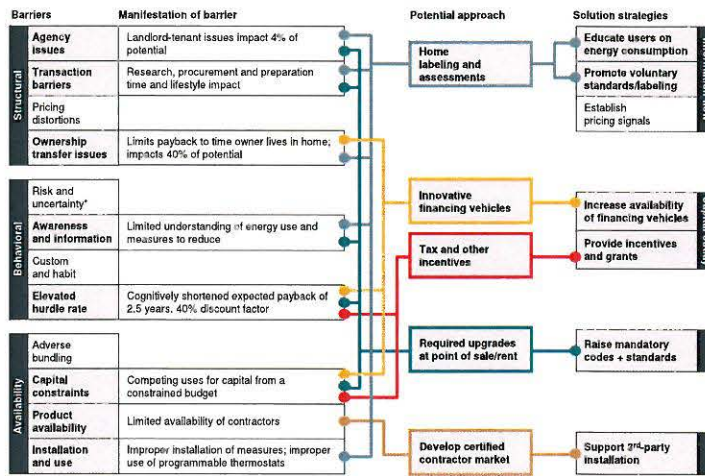 Barriers
Manifestation of barrier
Potential approach
Solution strategies
Structural
Agency
issues
Landlord-tenant issues impact 4% of
potential
Transaction
barriers
Research, procurement and preparation
time and lifestyle impact
Pricing
distortions
Ownership
transfer issues
Limits payback to time owner lives in home;
impacts 40% of potential
Behavioral
Risk and
uncertainty*
Awareness
and information
Limited understanding of energy use and
measures to reduce
Custom
and habit
Elevated
hurdle rate
Cognitively shortened expected payback of
2.5 years. 40% discount factor
Availability
Adverse
bundling
Capital
constraints
Competing uses for capital from a
constrained budget
Product
availability
Limited availability of contractors
Installation
and use
Improper installation of measures; improper
use of programmable thermostats
Home
labeling and
assessments
Innovative
financing vehicles
Tax and other
incentives
Required upgrades
at point of sale/rent
Develop certified
contractor market
Educate users on
energy consumption
Promote voluntary
standards/labeling
Establish
pricing signals
Increase availability
of financing vehicles
Provide incentives
and grants
Raise mandatory
codes + standards
Support 3rd-party
installation